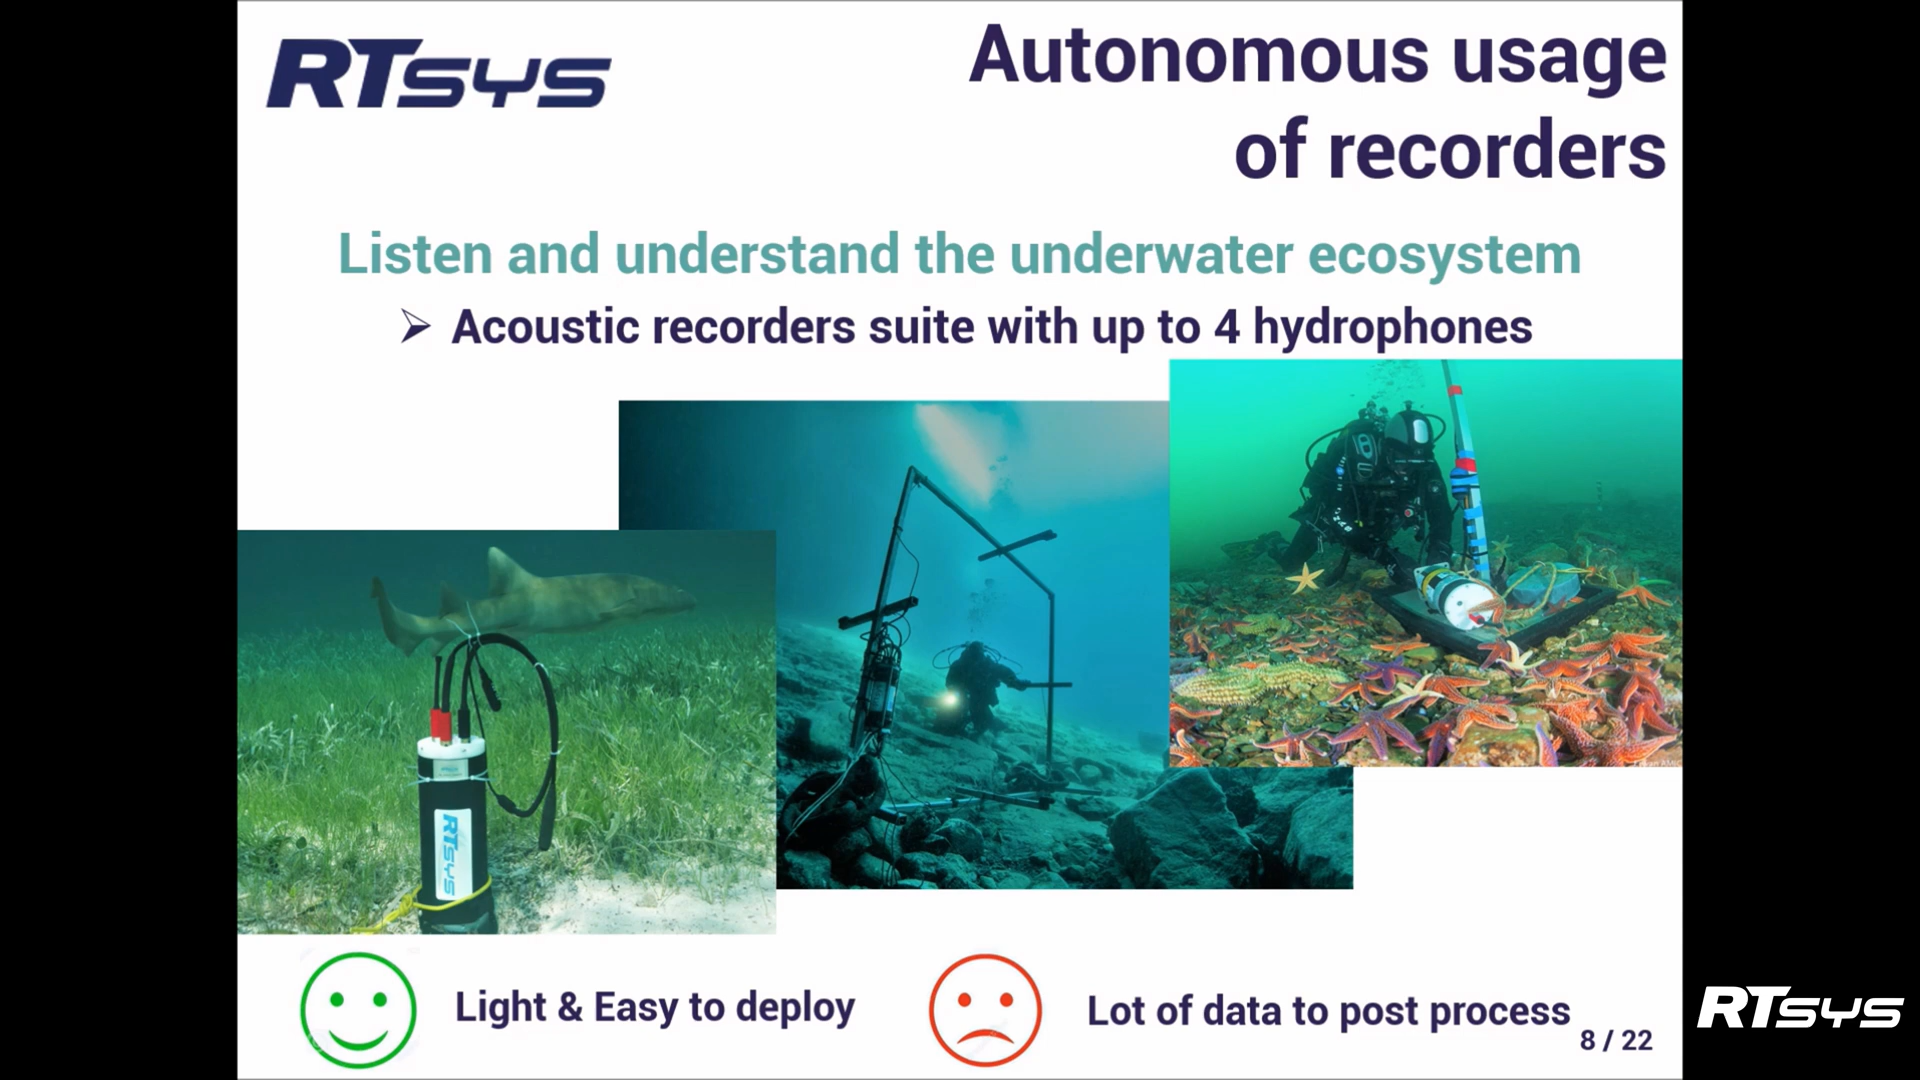 RTSYS
Autonomous usage
of recorders
Listen and understand the underwater ecosystem
➢ Acoustic recorders suite with up to 4 hydrophones
RTSYS
Light & Easy to deploy
Lot of data to post process
8 / 22
RTSYS